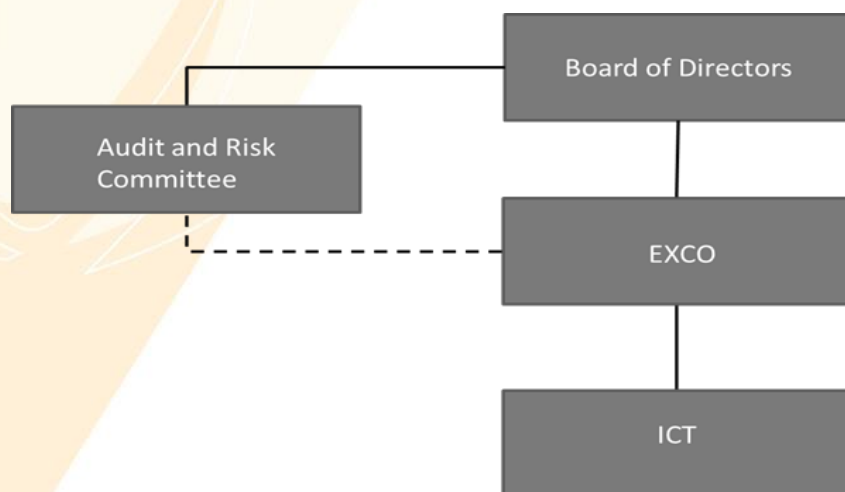 Board of Directors
Audit and Risk
Committee
EXCO
ICT